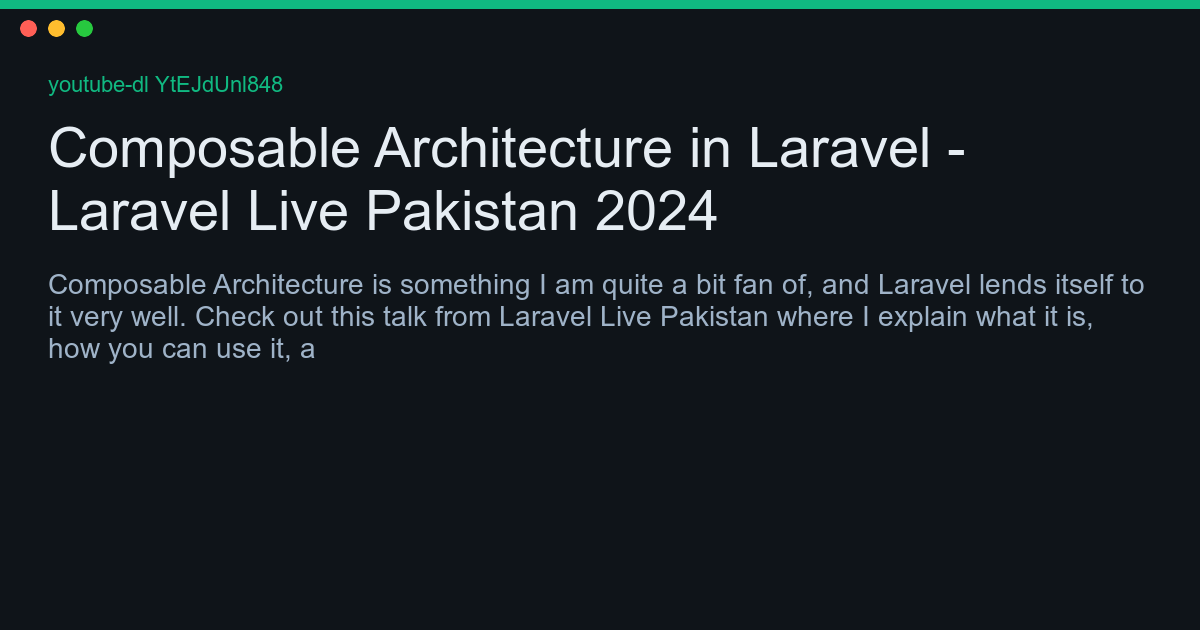 youtube-dl YtEJdUnl848
Composable Architecture in Laravel -
Laravel Live Pakistan 2024
Composable Architecture is something I am quite a bit fan of, and Laravel lends itself to
it very well. Check out this talk from Laravel Live Pakistan where I explain what it is,
how you can use it, a